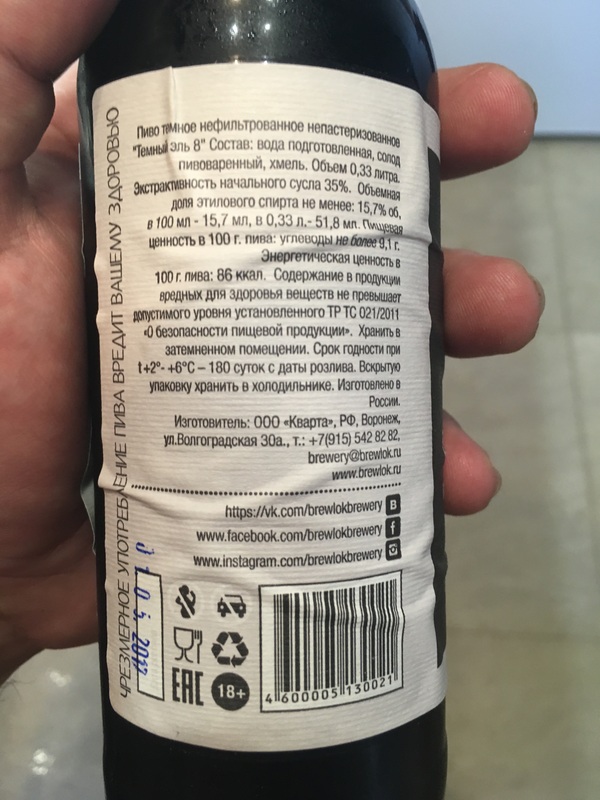 Пиво темное нефильтрованное непастеризованное
"Темный эль 8" Состав: вода подготовленная, солод
пивоваренный, хмель. Объем 0,33 литра.
Экстрактивность начального сусла 35%. Объемная
доля этилового спирта не менее: 15,7% об,
в 100 мл - 15,7 мл, в 0,33 л.- 51,8 мл. Пищевая
ценность в 100 г. пива: углеводы не более 9,1 г.
Энергетическая ценность в
100 г. пива: 86 ккал. Содержание в продукции
вредных для здоровья веществ не превышает
допустимого уровня установленного ТР ТС 021/2011
«О безопасности пищевой продукции». Хранить в
затемненном помещении. Срок годности при
t+2°- +6°С – 180 суток с даты розлива. Вскрытую
упаковку хранить в холодильнике. Изготовлено в
России.
Изготовитель: ООО «Кварта», РФ, Воронеж,
ул.Волгоградская 30а., т.: +7(915) 542 82 82,
brewery@brewlok.ru
www.brewlok.ru
https://vk.com/brewlokbrewery В
www.facebook.com/brewlokbrewery f
www.instagram.com/brewlokbrewery
ЧРЕЗМЕРНОЕ УПОТРЕБЛЕНИЕ ПИВА ВРЕДИТ ВАШЕМУ ЗДОРОВЬЮ
EAC 18+
4 600005 130021